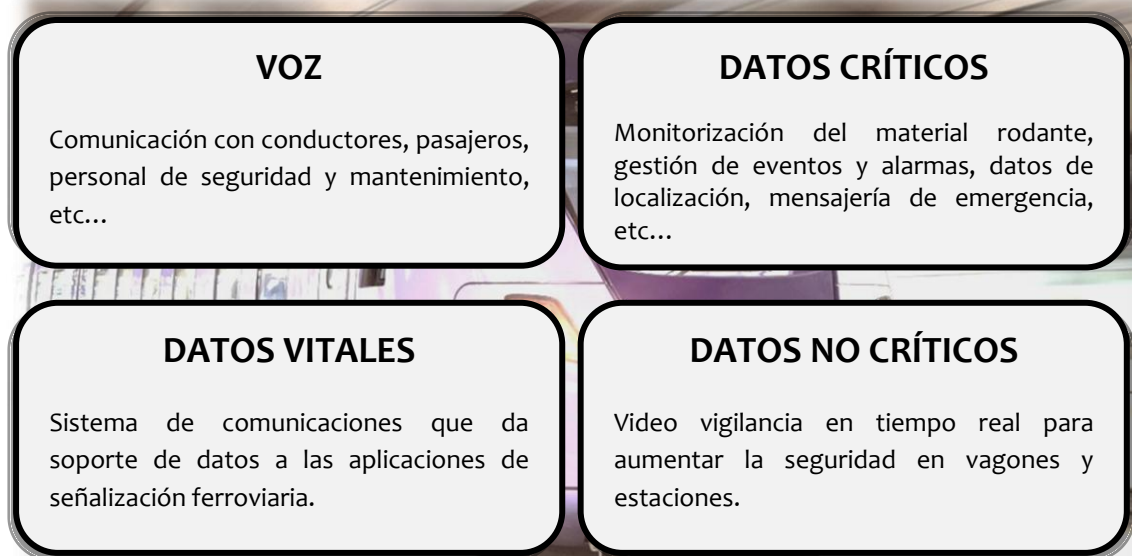 VOZ
Comunicación con conductores, pasajeros,
personal de seguridad y mantenimiento,
etc…
DATOS CRÍTICOS
Monitorización del material rodante,
gestión de eventos y alarmas, datos de
localización, mensajería de emergencia,
etc…
DATOS VITALES
Sistema de comunicaciones que da
soporte de datos a las aplicaciones de
señalización ferroviaria.
DATOS NO CRÍTICOS
Video vigilancia en tiempo real para
aumentar la seguridad en vagones y
estaciones.